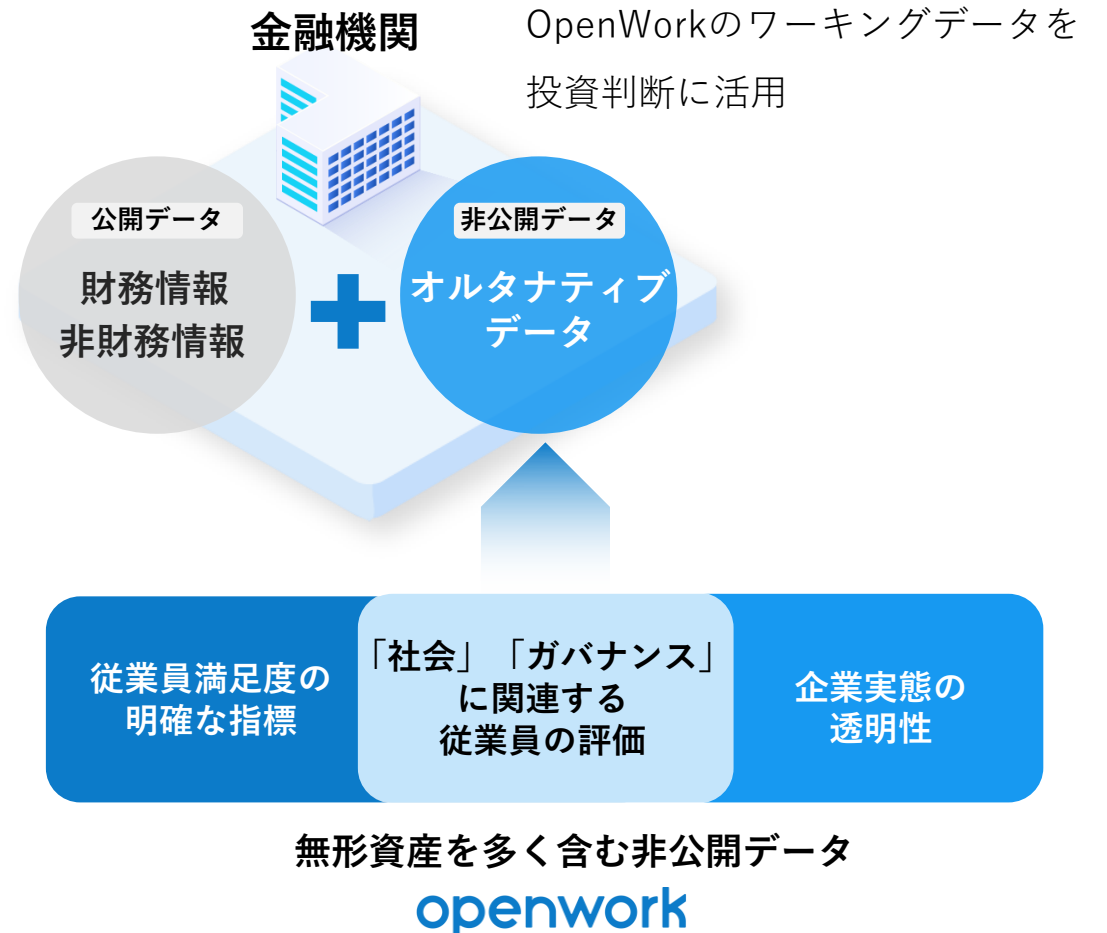 金融機関
OpenWorkのワーキングデータを
投資判断に活用
公開データ
財務情報
非財務情報
非公開データ
オルタナティブ
データ
従業員満足度の
明確な指標
「社会」「ガバナンス」
に関連する
従業員の評価
企業実態の
透明性
無形資産を多く含む非公開データ
openwork